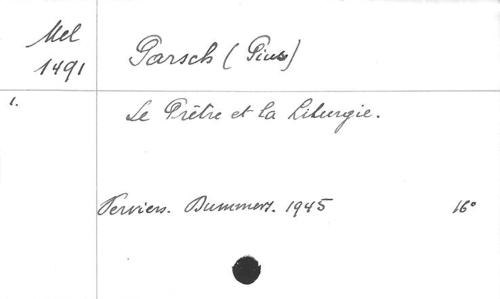 Mel
1491
Parsch (Pius)
1.
Le Prêtre et la Liturgie.
Verviers. Dummers. 1945 16°